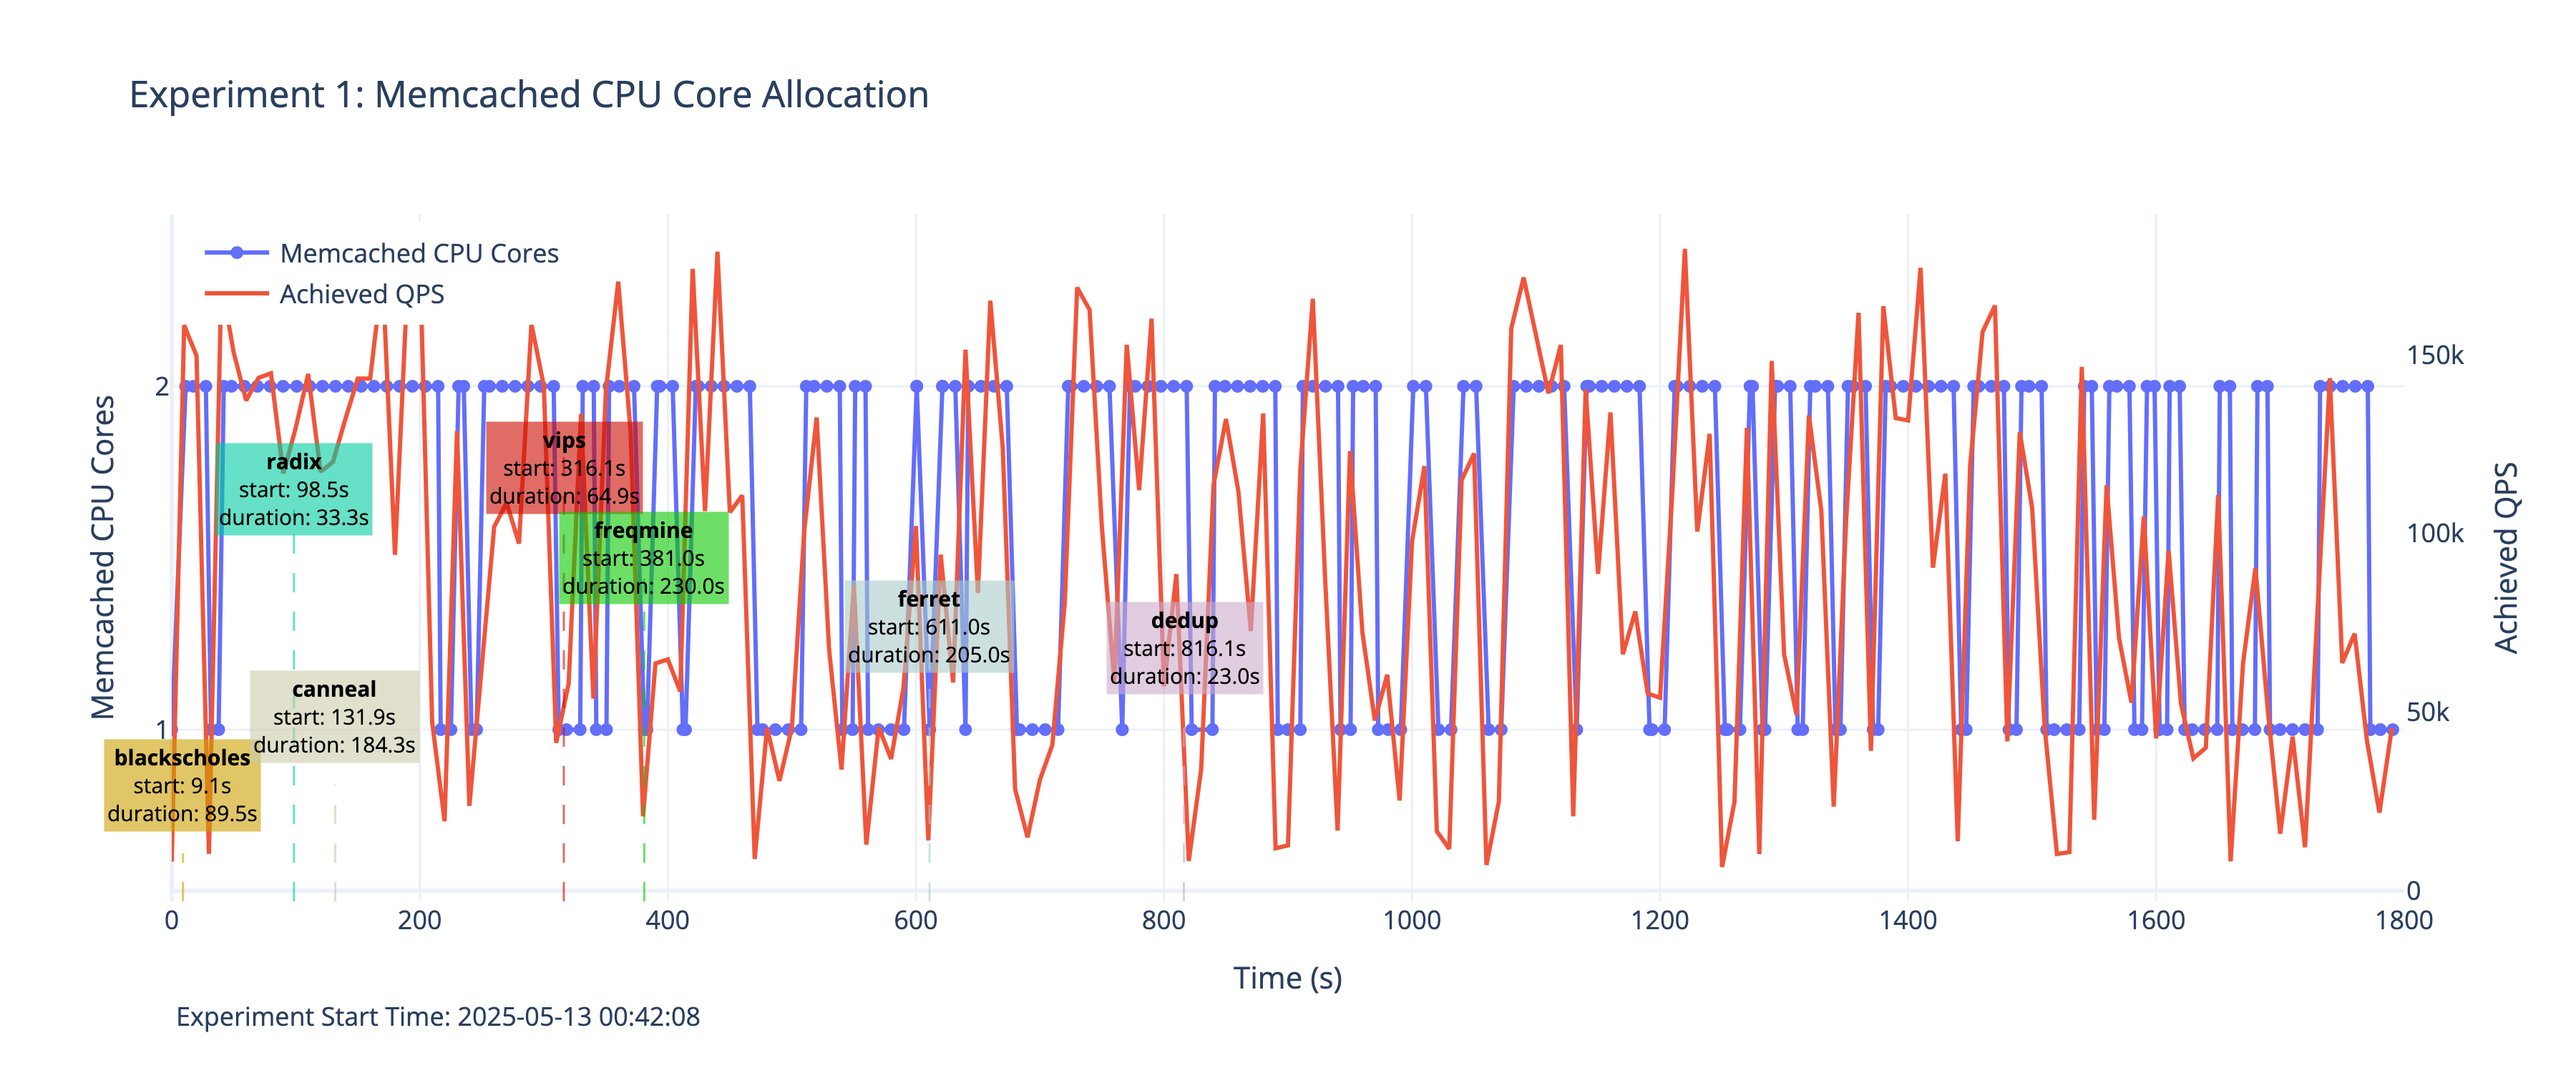 Experiment 1: Memcached CPU Core Allocation
Memcached CPU Cores
Achieved QPS
Memcached CPU Cores
2
1
Achieved QPS
150k
100k
50k
0
vips
start: 316.1s
duration: 64.9s
radix
start: 98.5s
duration: 33.3s
freqmine
start: 381.0s
duration: 230.0s
ferret
start: 611.0s
duration: 205.0s
dedup
start: 816.1s
duration: 23.0s
canneal
start: 131.9s
duration: 184.3s
blackscholes
start: 9.1s
duration: 89.5s
0 200 400 600 800 1000 1200 1400 1600 1800
Time (s)
Experiment Start Time: 2025-05-13 00:42:08